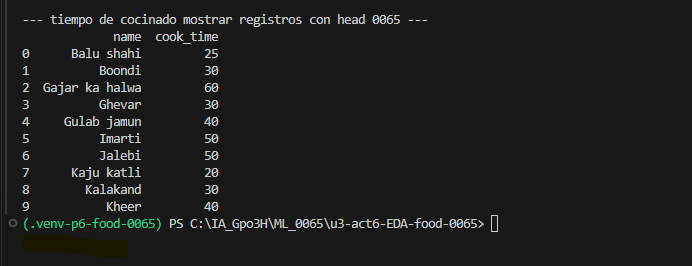 --- tiempo de cocinado mostrar registros con head 0065 ---
name cook_time
0 Balu shahi 25
1 Boondi 30
2 Gajar ka halwa 60
3 Ghevar 30
4 Gulab jamun 40
5 Imarti 50
6 Jalebi 50
7 Kaju katli 20
8 Kalakand 30
9 Kheer 40
(.venv-p6-food-0065) PS C:\IA_Gpo3H\ML_0065\u3-act6-EDA-food-0065>